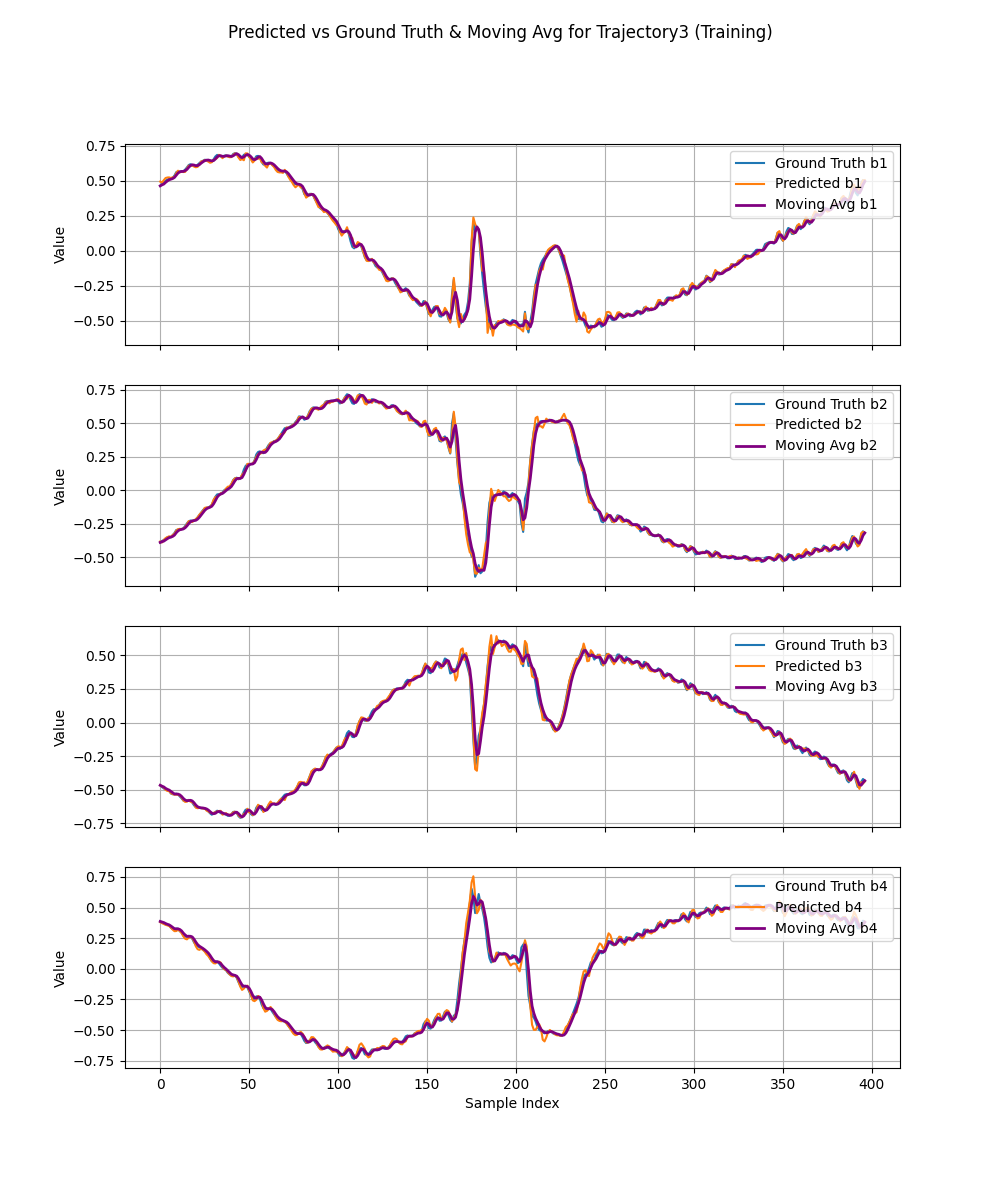 Predicted vs Ground Truth & Moving Avg for Trajectory3 (Training)
0.75
0.50
0.25
0.00
−0.25
−0.50
Value
Ground Truth b1
Predicted b1
Moving Avg b1
0.75
0.50
0.25
0.00
−0.25
−0.50
Value
Ground Truth b2
Predicted b2
Moving Avg b2
0.50
0.25
0.00
−0.25
−0.50
−0.75
Value
Ground Truth b3
Predicted b3
Moving Avg b3
0.75
0.50
0.25
0.00
−0.25
−0.50
−0.75
Value
Ground Truth b4
Predicted b4
Moving Avg b4
0 50 100 150 200 250 300 350 400
Sample Index